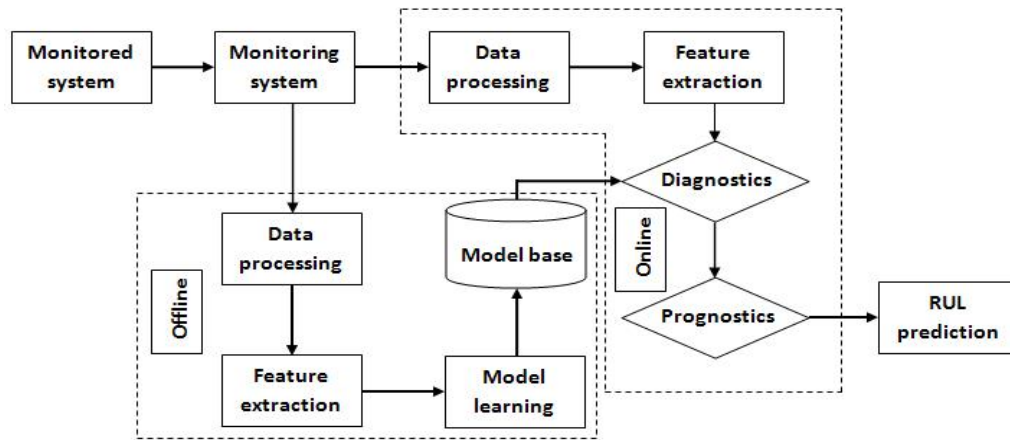 Monitored
system
Monitoring
system
Data
processing
Feature
extraction
Diagnostics
Online
Prognostics
RUL
prediction
Data
processing
Offline
Feature
extraction
Model
learning
Model base